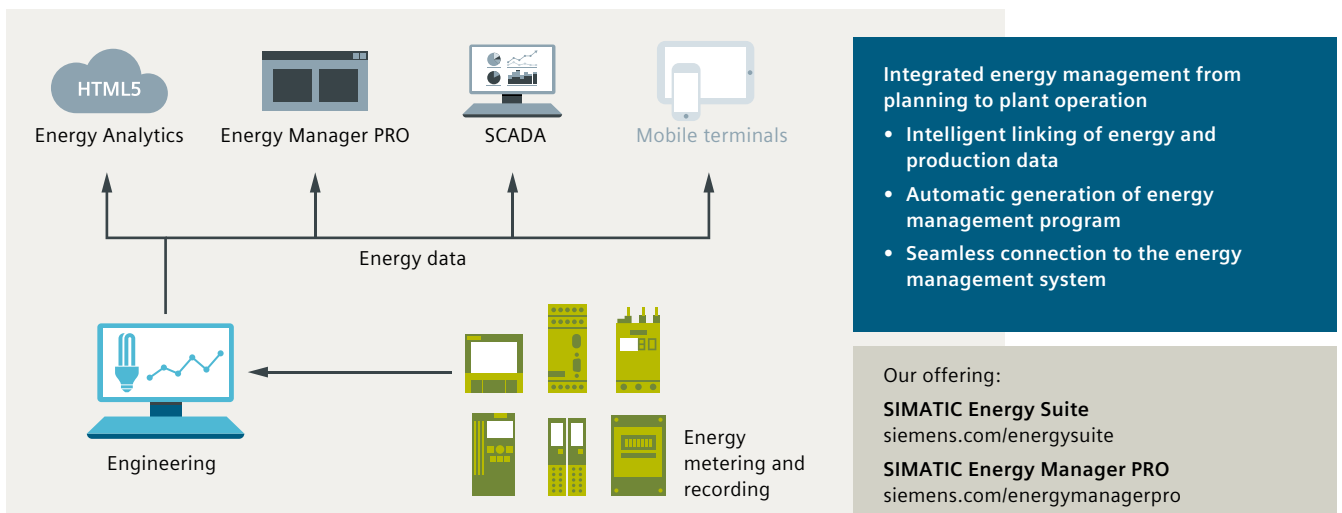 HTML5
Energy Analytics
Energy Manager PRO
SCADA
Mobile terminals
Energy data
Engineering
Energy
metering and
recording
Integrated energy management from
planning to plant operation
• Intelligent linking of energy and
production data
• Automatic generation of energy
management program
• Seamless connection to the energy
management system
Our offering:
SIMATIC Energy Suite
siemens.com/energysuite
SIMATIC Energy Manager PRO
siemens.com/energymanagerpro